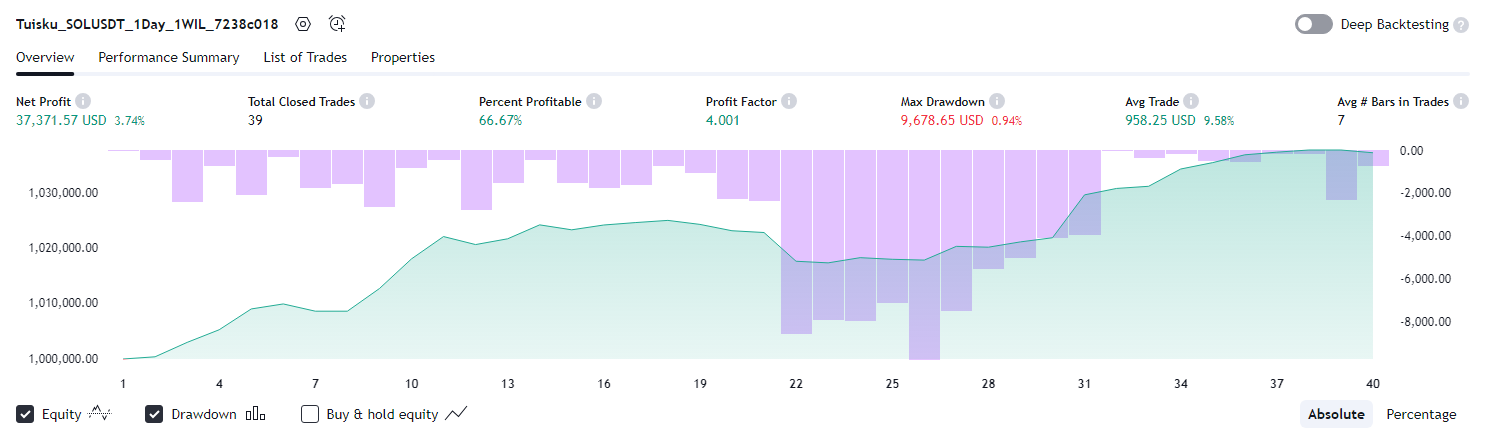 Tuisku_SOLUSDT_1Day_1WIL_7238c018 Deep Backtesting
Overview Performance Summary List of Trades Properties
Net Profit Total Closed Trades Percent Profitable Profit Factor Max Drawdown Avg Trade Avg # Bars in Trades
37,371.57 USD 3.74% 39 66.67% 4.001 9,678.65 USD 0.94% 958.25 USD 9.58% 7
0.00
1,030,000.00 -2,000.00
-4,000.00
1,020,000.00
-6,000.00
1,010,000.00
-8,000.00
1,000,000.00
1 4 7 10 13 16 19 22 25 28 31 34 37 40
Equity Drawdown Buy & hold equity Absolute Percentage